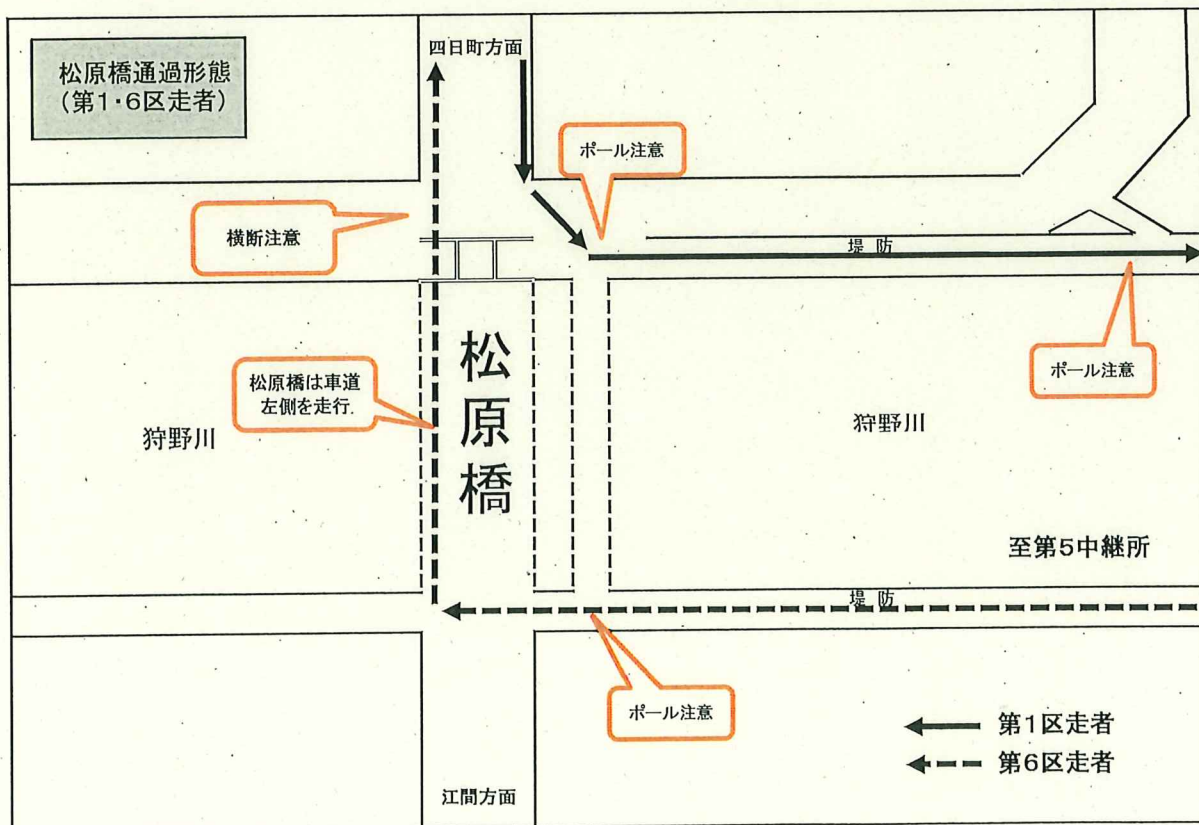 松原橋通過形態
(第1・6区走者)
四日町方面
ポール注意
横断注意
堤 防
ポール注意
松原橋は車道
左側を走行.
松原橋
狩野川
狩野川
至第5中継所
堤 防
ポール注意
第1区走者
第6区走者
江間方面